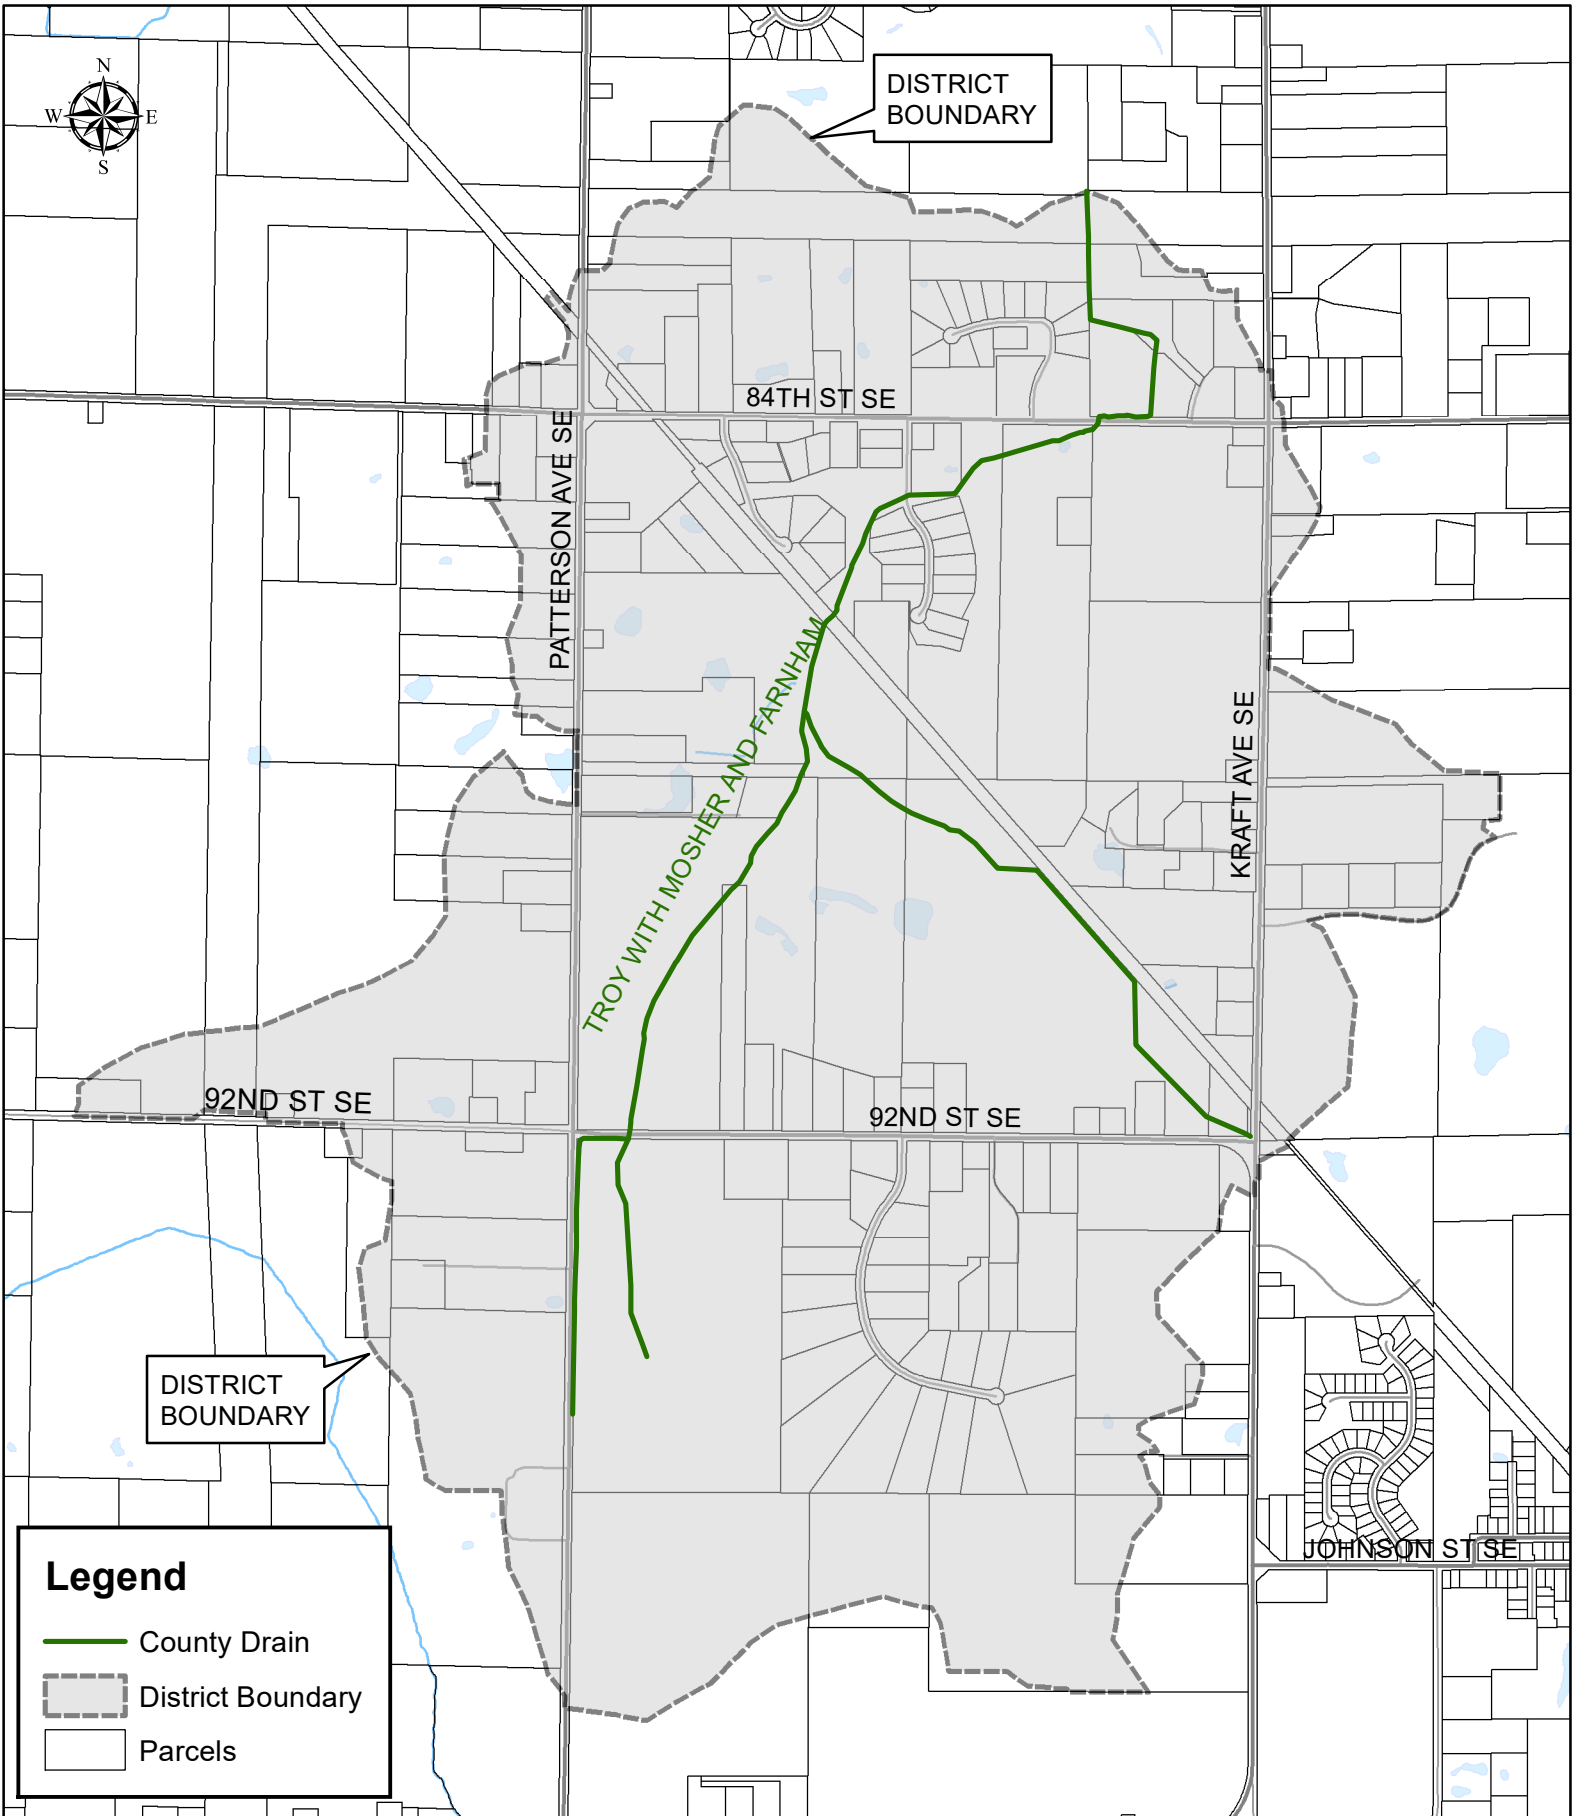 N
W E
S
DISTRICT
BOUNDARY
84TH ST SE
PATTERSON AVE SE
TROY WITH MOSHER AND FARNHAM
KRAFT AVE SE
92ND ST SE
92ND ST SE
DISTRICT
BOUNDARY
JOHNSON ST SE
Legend
County Drain
District Boundary
Parcels